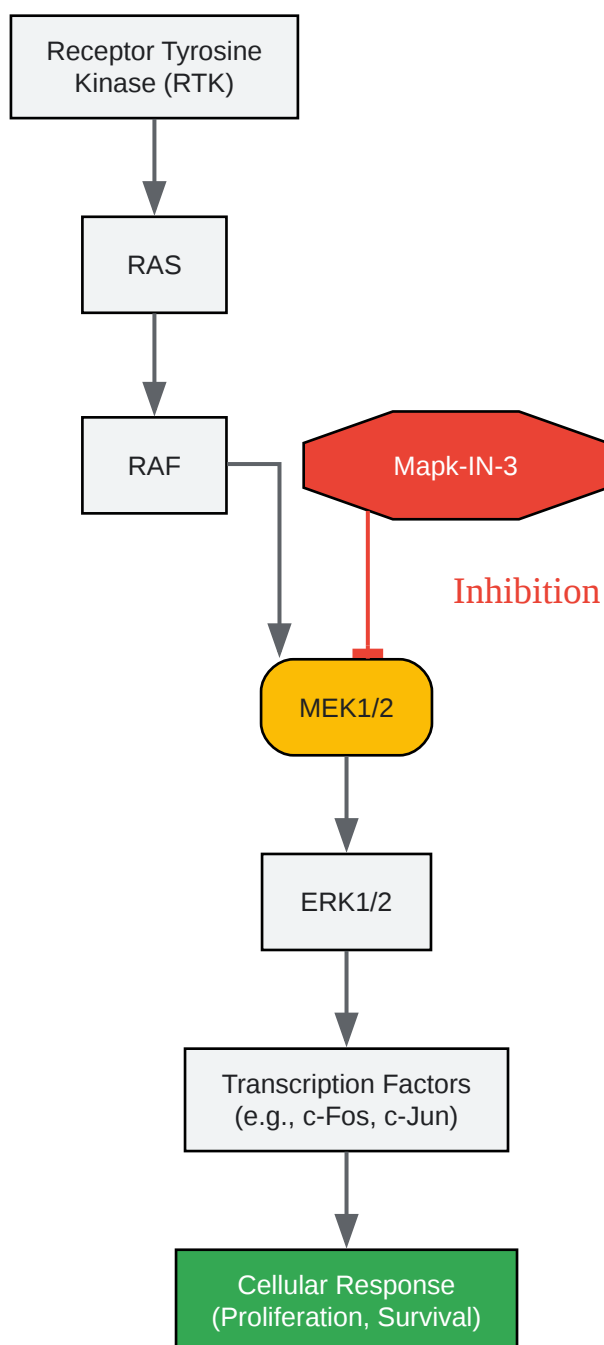 Receptor Tyrosine
Kinase (RTK)
RAS
RAF
Mapk-IN-3
Inhibition
MEK1/2
ERK1/2
Transcription Factors
(e.g., c-Fos, c-Jun)
Cellular Response
(Proliferation, Survival)